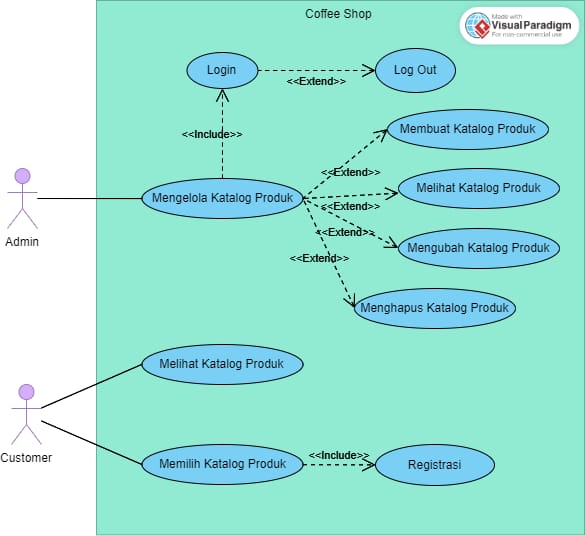 Coffee Shop
Made with
Visual Paradigm
For non-commercial use
Login
<<Extend>>
Log Out
<<Include>>
Membuat Katalog Produk
<<Extend>>
Admin
Mengelola Katalog Produk
<<Extend>>
Melihat Katalog Produk
<<Extend>>
Mengubah Katalog Produk
<<Extend>>
Menghapus Katalog Produk
Melihat Katalog Produk
Customer
Memilih Katalog Produk
<<Include>>
Registrasi